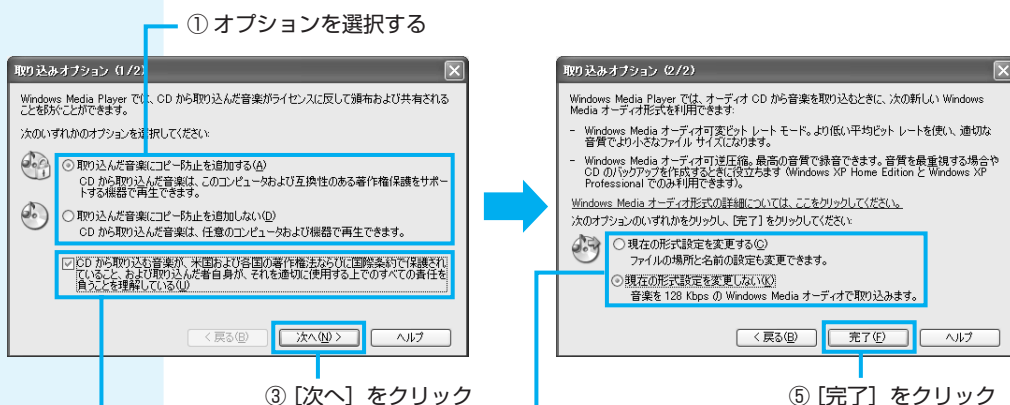 ① オプションを選択する
取り込みオプション (1/2)
Windows Media Player では、CD から取り込んだ音楽がライセンスに反して頒布および共有される
ことを防ぐことができます。
次のいずれかのオプションを選択してください:
取り込んだ音楽にコピー防止を追加する(A)
CD から取り込んだ音楽は、このコンピュータおよび互換性のある著作権保護をサポー
トする機器で再生できます。
取り込んだ音楽にコピー防止を追加しない(D)
CD から取り込んだ音楽は、任意のコンピュータおよび機器で再生できます。
CD から取り込む音楽が、米国および各国の著作権法ならびに国際条約で保護され
ていること、および取り込んだ者自身が、それを適切に使用する上でのすべての責任を
負うことを理解している(U)
< 戻る(B)
次へ(N) >
ヘルプ
③ [次へ] をクリック
取り込みオプション (2/2)
Windows Media Player では、オーディオ CD から音楽を取り込むときに、次の新しい Windows
Media オーディオ形式を利用できます:
- Windows Media オーディオ可変ビット レート モード。より低い平均ビット レートを使い、適切な
音質でより小さなファイル サイズになります。
- Windows Media オーディオ可逆圧縮。最高の音質で録音できます。音質を最重視する場合や
CD のバックアップを作成するときに役立ちます (Windows XP Home Edition と Windows XP
Professional でのみ利用できます)。
Windows Media オーディオ形式の詳細については、ここをクリックしてください。
次のオプションのいずれかをクリックし、[完了] をクリックしてください:
現在の形式設定を変更する(C)
ファイルの場所と名前の設定も変更できます。
現在の形式設定を変更しない(K)
音楽を 128 Kbps の Windows Media オーディオで取り込みます。
< 戻る(B)
完了(F)
ヘルプ
⑤ [完了] をクリック